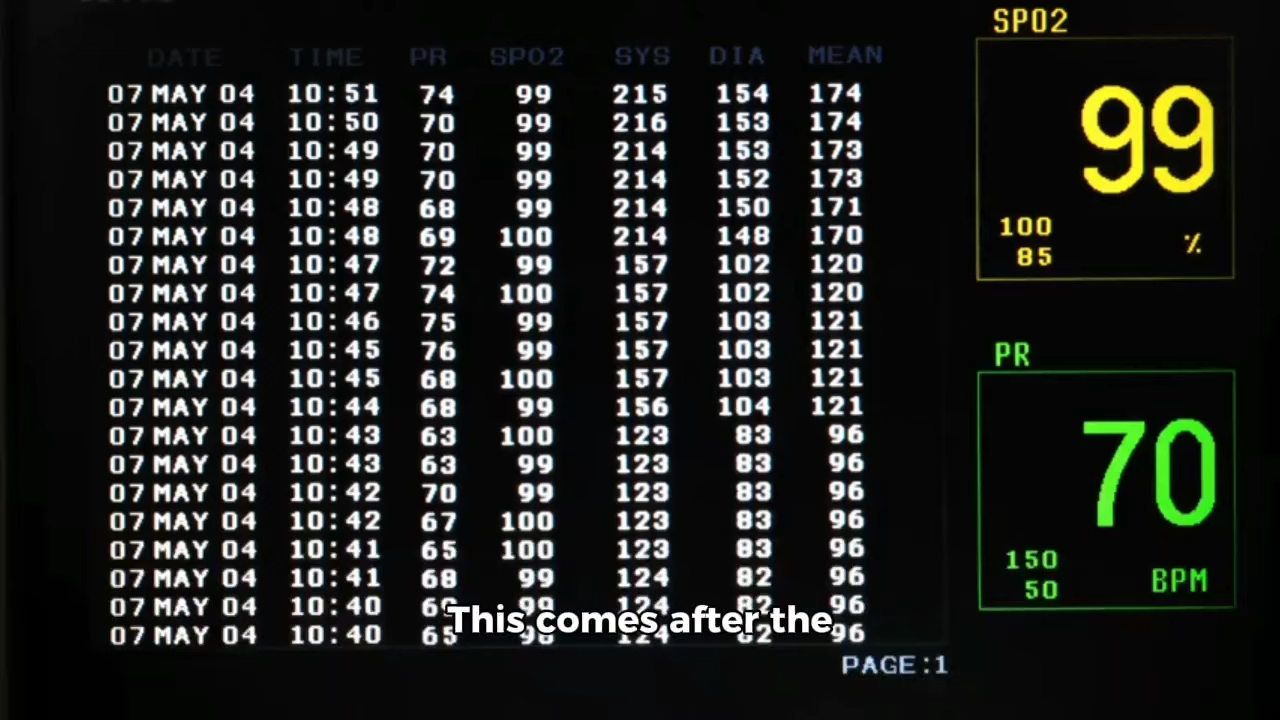 SPO2
DATE TIME PR SPO2 SYS DIA MEAN
07 MAY 04 10:51 74 99 215 154 174
07 MAY 04 10:50 70 99 216 153 174
07 MAY 04 10:49 70 99 214 153 173
07 MAY 04 10:49 70 99 214 152 173
07 MAY 04 10:48 68 99 214 150 171
07 MAY 04 10:48 69 100 214 148 170
07 MAY 04 10:47 72 99 157 102 120
07 MAY 04 10:47 74 100 157 102 120
07 MAY 04 10:46 75 99 157 103 121
07 MAY 04 10:45 76 99 157 103 121
07 MAY 04 10:45 68 100 157 103 121
07 MAY 04 10:44 68 99 156 104 121
07 MAY 04 10:43 63 100 123 83 96
07 MAY 04 10:43 63 99 123 83 96
07 MAY 04 10:42 70 99 123 83 96
07 MAY 04 10:42 67 100 123 83 96
07 MAY 04 10:41 65 100 123 83 96
07 MAY 04 10:41 68 99 124 82 96
07 MAY 04 10:40 99 124 82 96
This comes after the
07 MAY 04 10:40 65 124 82 96
PAGE:1
99
100
85 %
PR
70
150
50 BPM